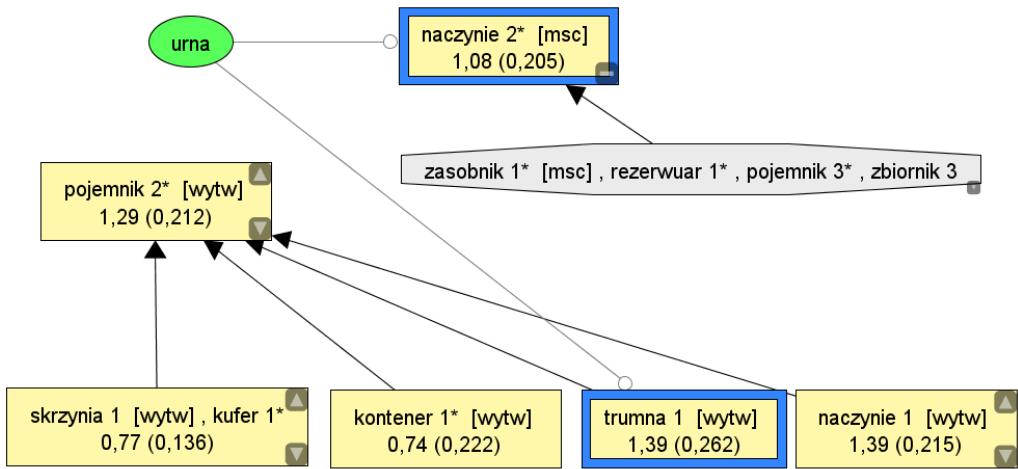 urna
naczynie 2* [msc]
1,08 (0,205)
zasobnik 1* [msc] , rezerwuar 1* , pojemnik 3* , zbiornik 3
pojemnik 2* [wytw]
1,29 (0,212)
skrzynia 1 [wytw] , kufer 1*
0,77 (0,136)
kontener 1* [wytw]
0,74 (0,222)
trumna 1 [wytw]
1,39 (0,262)
naczynie 1 [wytw]
1,39 (0,215)